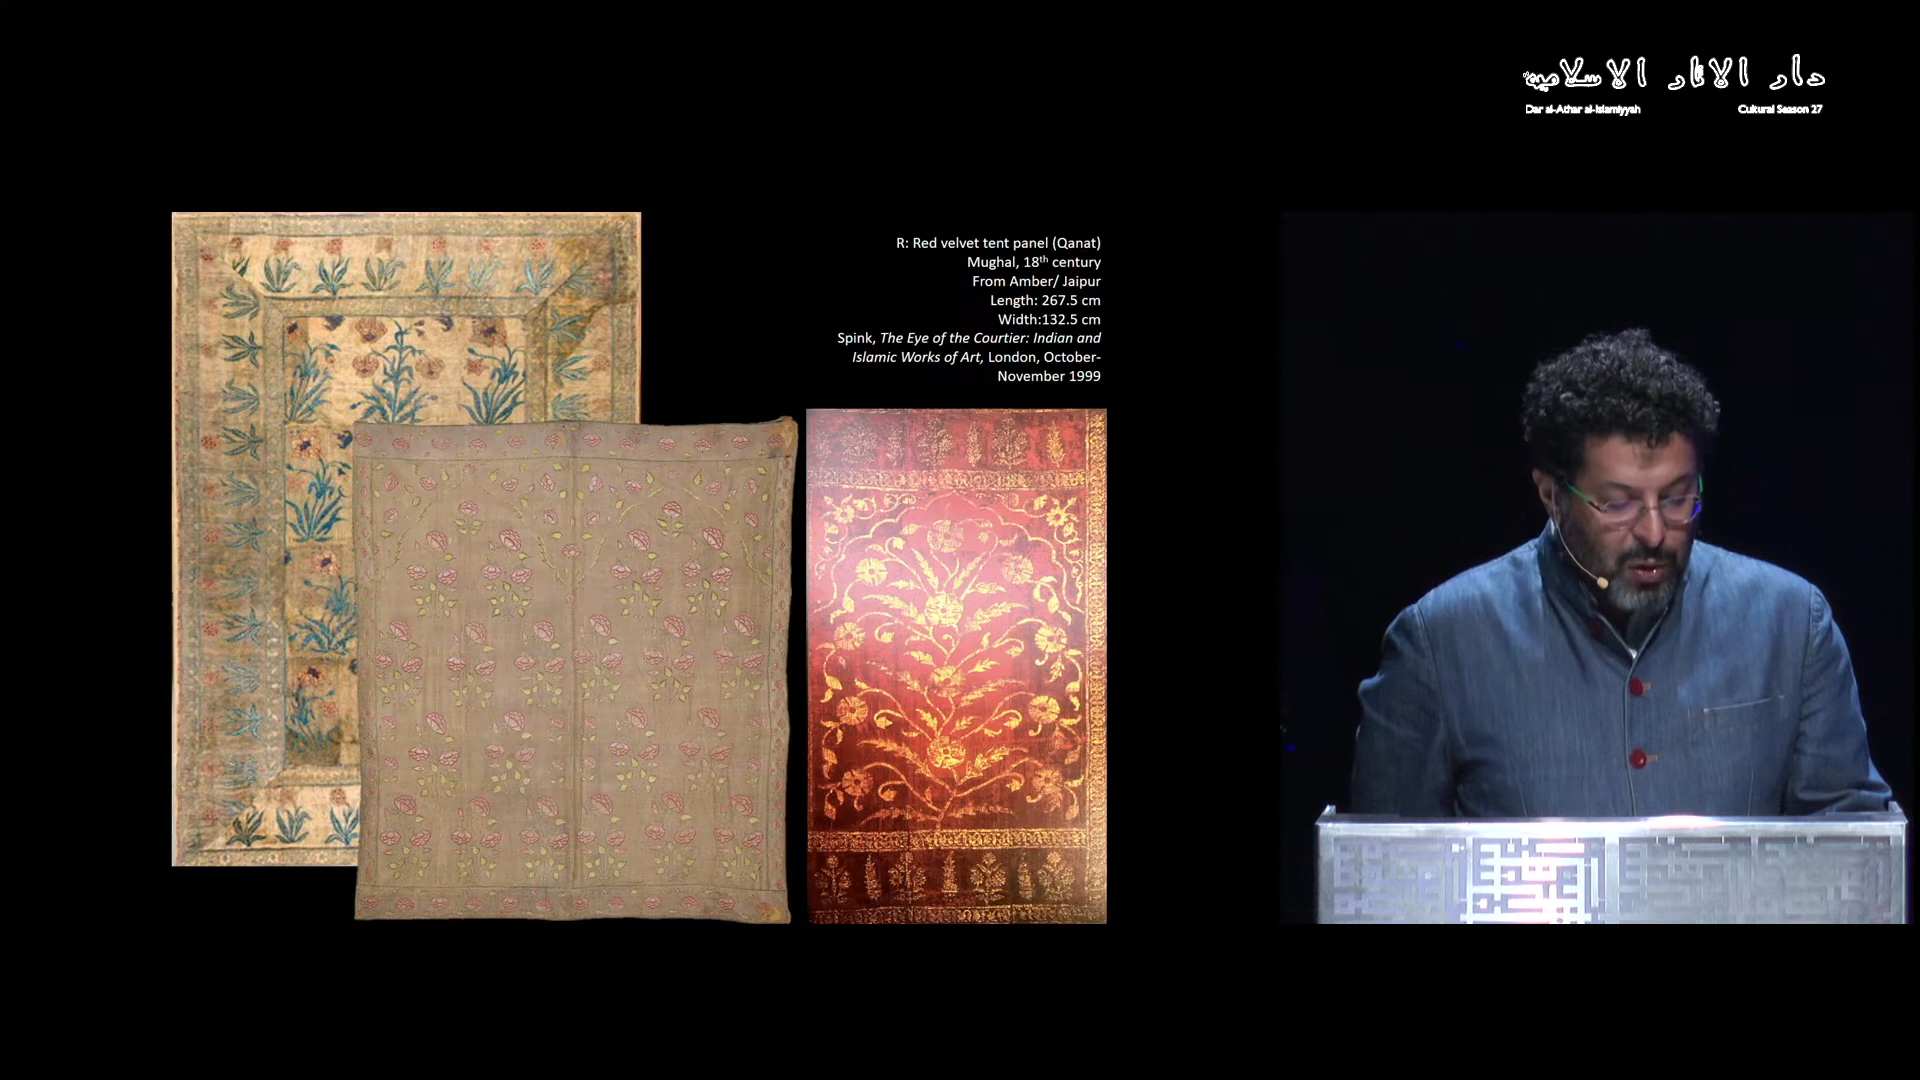 دار الاثار الاسلاميه
Dar al-Athar al-Islamiyyah Cultural Season 27
R: Red velvet tent panel (Qanat)
Mughal, 18th century
From Amber/ Jaipur
Length: 267.5 cm
Width:132.5 cm
Spink, The Eye of the Courtier: Indian and
Islamic Works of Art, London, October-
November 1999